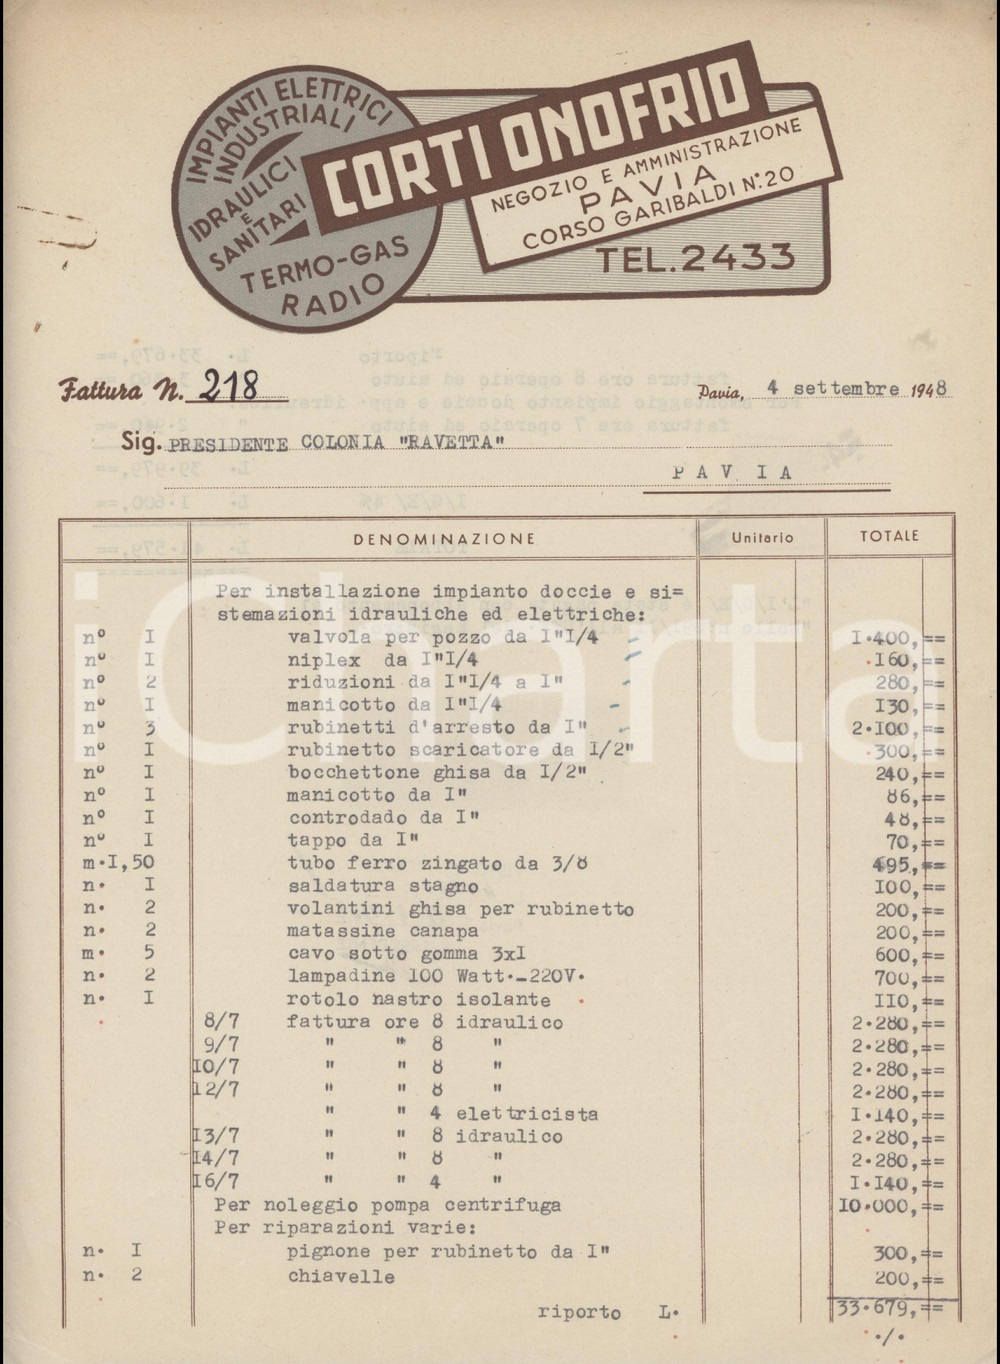 IMPIANTI ELETTRICI
INDUSTRIALI
IDRAULICI
E
SANITARI
TERMO-GAS
RADIO
CORTI ONOFRIO
NEGOZIO E AMMINISTRAZIONE
PAVIA
CORSO GARIBALDI N.° 20
TEL. 2433
Fattura N. 218
Pavia, 4 settembre 1948
Sig. PRESIDENTE COLONIA "RAVETTA"
P A V I A
DENOMINAZIONE Unitario TOTALE
Per installazione impianto doccie e si=
stemazioni idrauliche ed elettriche:
n° I valvola per pozzo da I"I/4 I.400,==
n° I niplex da I"I/4 .I60,==
n° 2 riduzioni da I"I/4 a I" 280,==
n° I manicotto da I"I/4 I30,==
n° 3 rubinetti d'arresto da I" 2.I00,==
n° I rubinetto scaricatore da I/2" 300,==
n° I bocchettone ghisa da I/2" 240,==
n° I manicotto da I" 86,==
n° I controdado da I" 48,==
n° I tappo da I" 70,==
m.I,50 tubo ferro zingato da 3/8 495,==
n. I saldatura stagno I00,==
n. 2 volantini ghisa per rubinetto 200,==
n. 2 matassine canapa 200,==
m. 5 cavo sotto gomma 3xI 600,==
n. 2 lampadine 100 Watt.-220V. 700,==
n. I rotolo nastro isolante II0,==
8/7 fattura ore 8 idraulico 2.280,==
9/7 " " 8 " 2.280,==
I0/7 " " 8 " 2.280,==
I2/7 " " 8 " 2.280,==
" " 4 elettricista I.I40,==
I3/7 " " 8 idraulico 2.280,==
I4/7 " " 8 " 2.280,==
I6/7 " " 4 " I.I40,==
Per noleggio pompa centrifuga I0.000,==
Per riparazioni varie:
n. I pignone per rubinetto da I" 300,==
n. 2 chiavelle 200,==
riporto L. 33.679,==
./.
iCharta